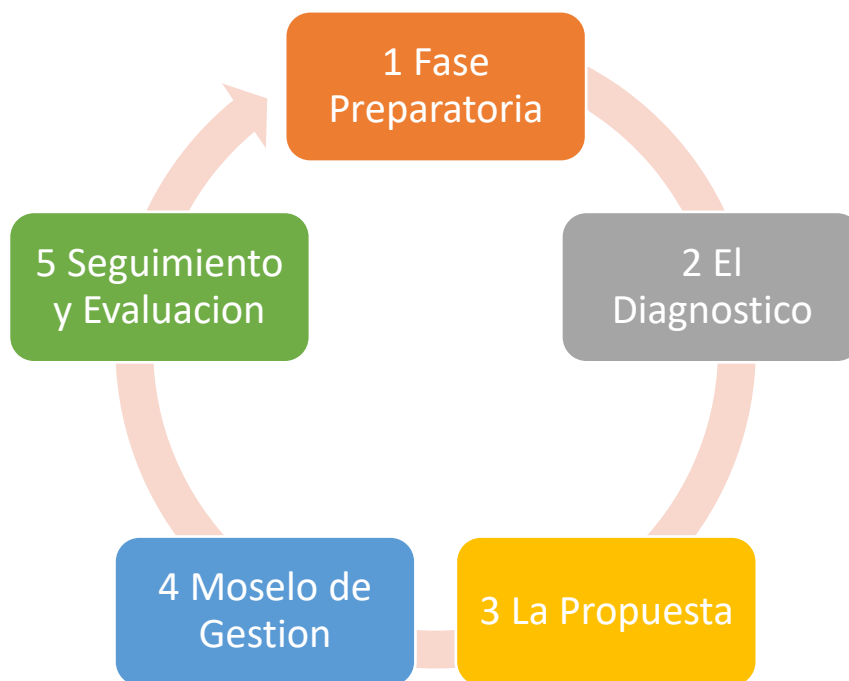 1 Fase
Preparatoria
2 El
Diagnostico
3 La Propuesta
4 Moselo de
Gestion
5 Seguimiento
y Evaluacion